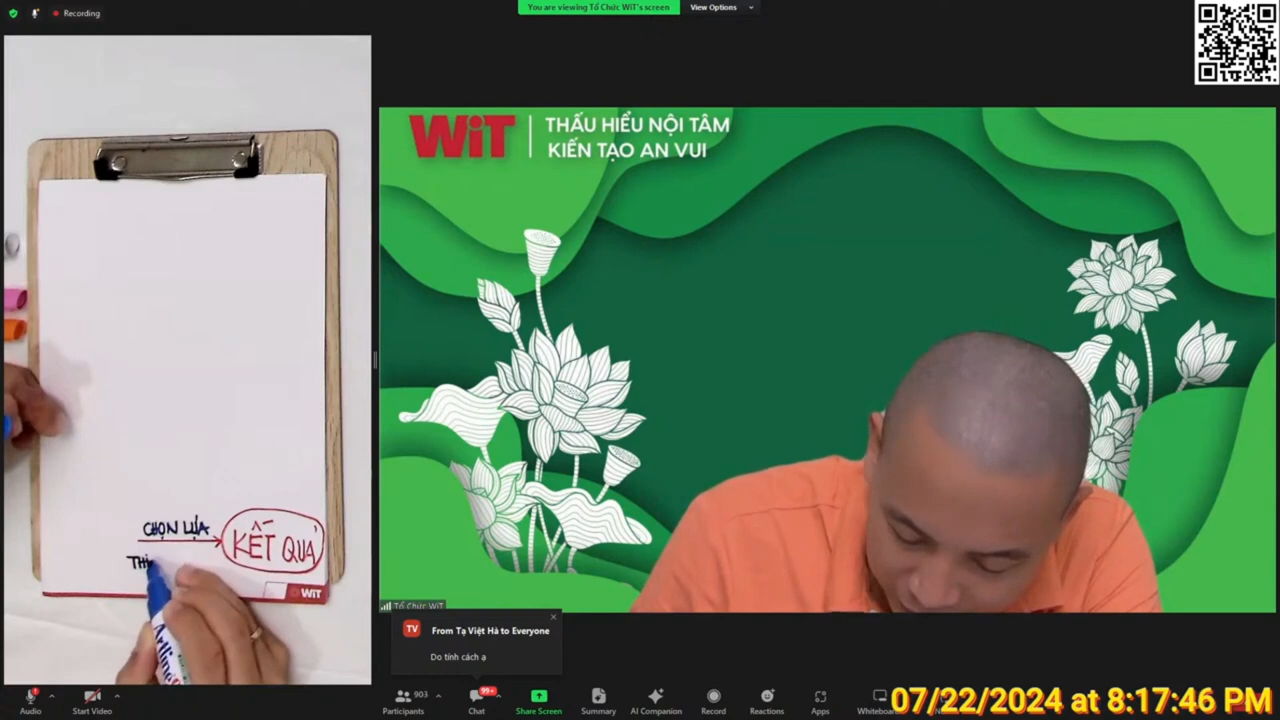 Recording
You are viewing Tổ Chức WiT's screen
View Options
WiT
THẤU HIỂU NỘI TÂM
KIẾN TẠO AN VUI
CHỌN LỰA
KẾT QUẢ
WiT
Tổ Chức WiT
TV
From Tạ Việt Hà to Everyone
Do tính cách ạ
Audio
Start Video
903
Participants
99+
Chat
Share Screen
Summary
AI Companion
Record
Reactions
Apps
07/22/2024 at 8:17:46 PM